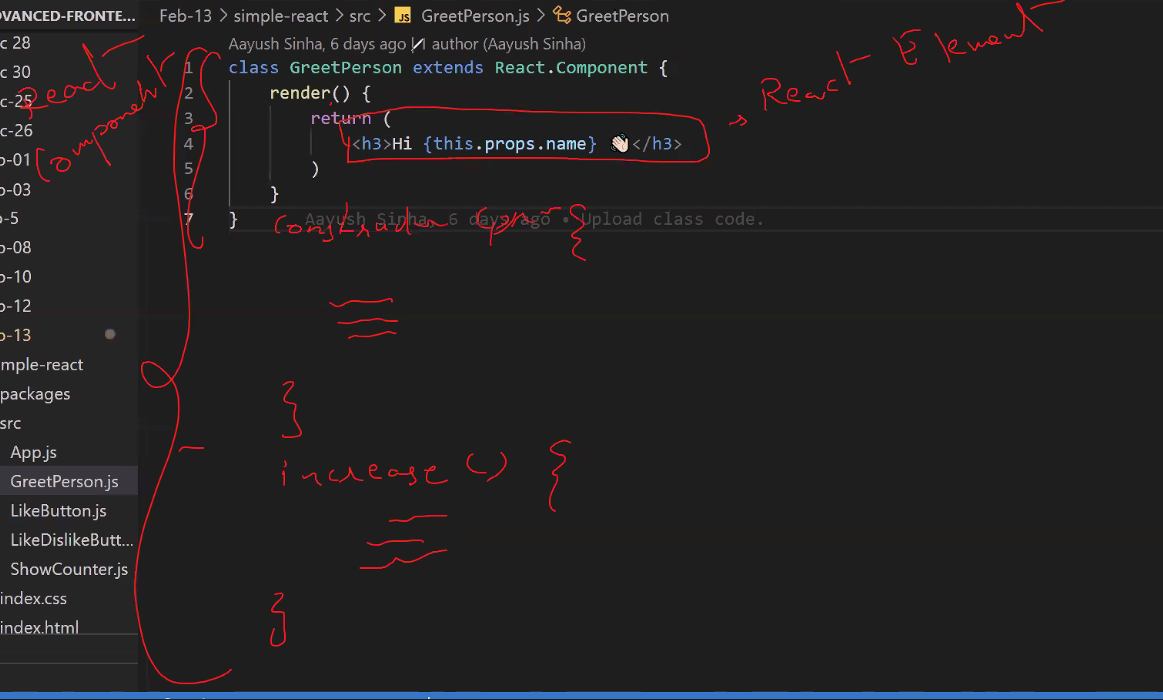 DVANCED-FRONTE...
c 28
c 30
c-25
c-26
-01
-03
-5
-08
-10
-12
-13
mple-react
packages
src
App.js
GreetPerson.js
LikeButton.js
LikeDislikeButt...
ShowCounter.js
index.css
index.html
React
Component
Feb-13 > simple-react > src > JS GreetPerson.js > GreetPerson
Aayush Sinha, 6 days ago | 1 author (Aayush Sinha)
1 class GreetPerson extends React.Component {
2 render() {
3 return (
4 <h3>Hi {this.props.name} 👋🏻</h3>
5 )
6 }
7 } Aayush Sinha, 6 days ago • Upload class code.
→ React - Element
constructor ( {
}
increase () {
}